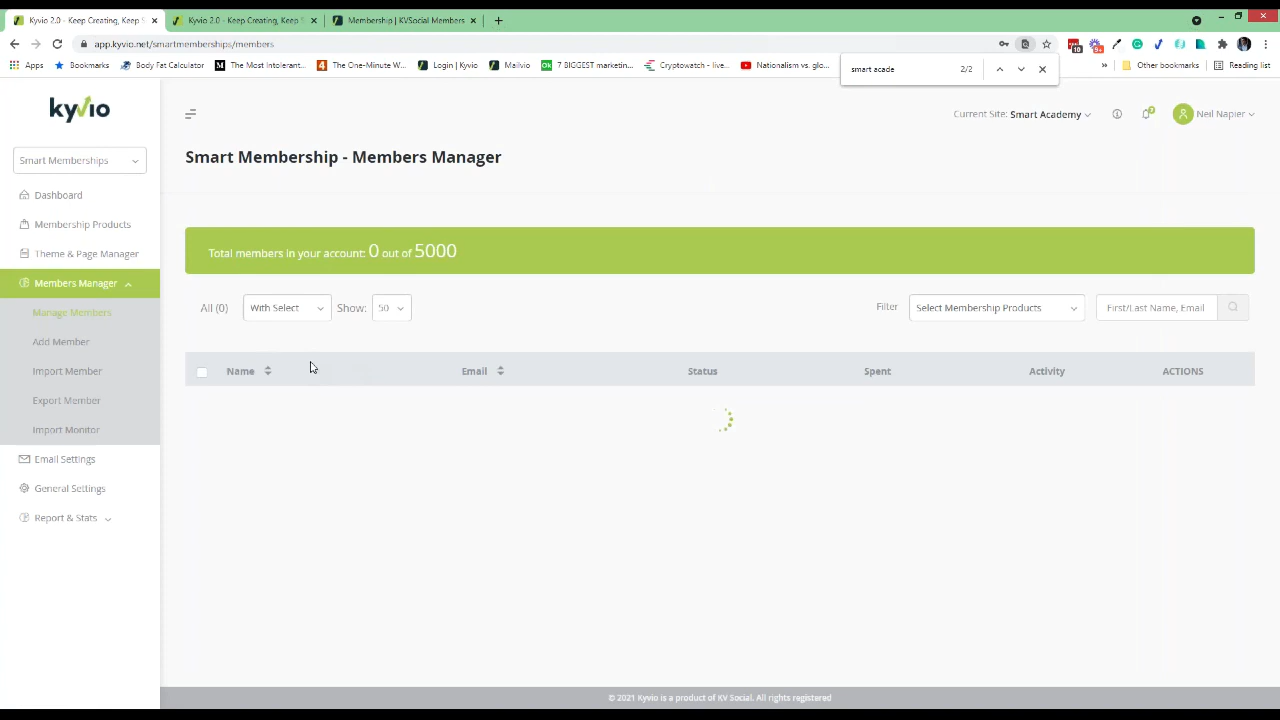 Kyvio 2.0 - Keep Creating, Keep S
Kyvio 2.0 - Keep Creating, Keep S
Membership | KVSocial Members
app.kyvio.net/smartmemberships/members
Apps
Bookmarks
Body Fat Calculator
The Most Intolerant...
The One-Minute W...
Login | Kyvio
Mailvio
7 BIGGEST marketin...
Cryptowatch - live...
Nationalism vs. glo...
Other bookmarks
Reading list
smart acade
2/2
kyvio
Current Site: Smart Academy
Neil Napier
Smart Memberships
Smart Membership - Members Manager
Dashboard
Membership Products
Theme & Page Manager
Members Manager
Manage Members
Add Member
Import Member
Export Member
Import Monitor
Email Settings
General Settings
Report & Stats
Total members in your account: 0 out of 5000
All (0)
With Select
Show:
50
Filter
Select Membership Products
First/Last Name, Email
Name
Email
Status
Spent
Activity
ACTIONS
© 2021 Kyvio is a product of KV Social. All rights registered